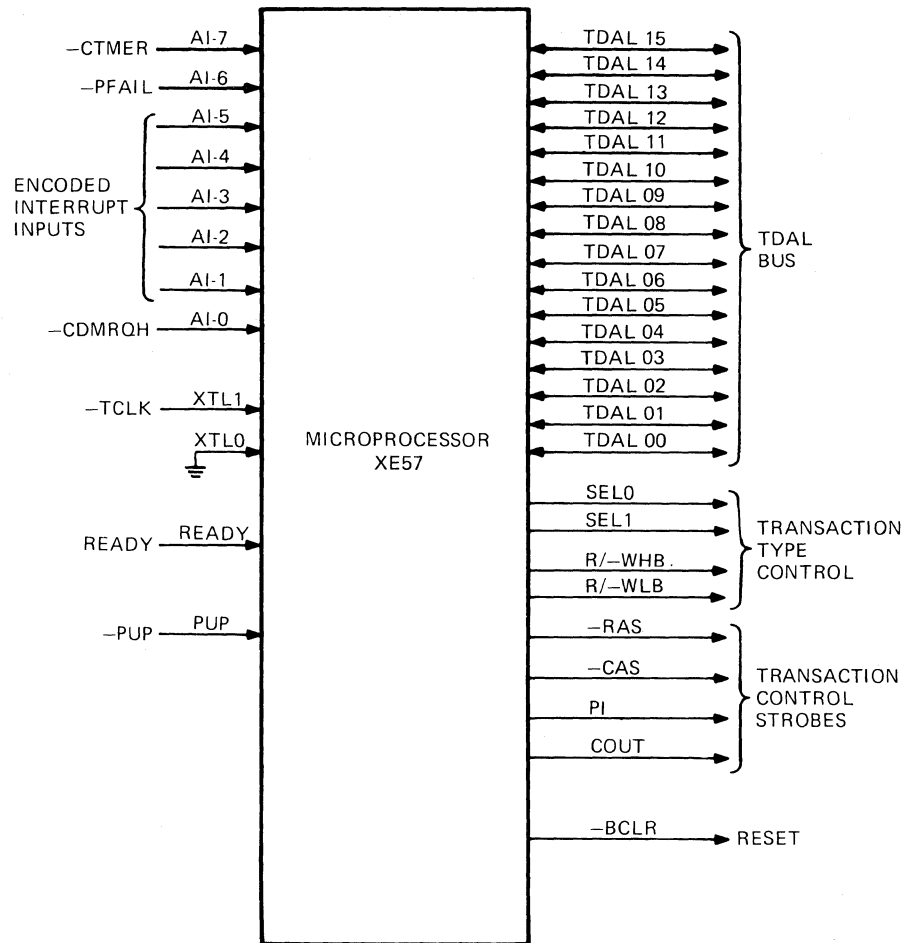 –CTMER AI-7
–PFAIL AI-6
AI-5
AI-4
AI-3
AI-2
AI-1
ENCODED
INTERRUPT
INPUTS
–CDMRQH AI-0
–TCLK XTL1
XTL0
READY READY
–PUP PUP
MICROPROCESSOR
XE57
TDAL 15
TDAL 14
TDAL 13
TDAL 12
TDAL 11
TDAL 10
TDAL 09
TDAL 08
TDAL 07
TDAL 06
TDAL 05
TDAL 04
TDAL 03
TDAL 02
TDAL 01
TDAL 00
TDAL
BUS
SEL0
SEL1
R/–WHB
R/–WLB
TRANSACTION
TYPE
CONTROL
–RAS
–CAS
PI
COUT
TRANSACTION
CONTROL
STROBES
–BCLR RESET